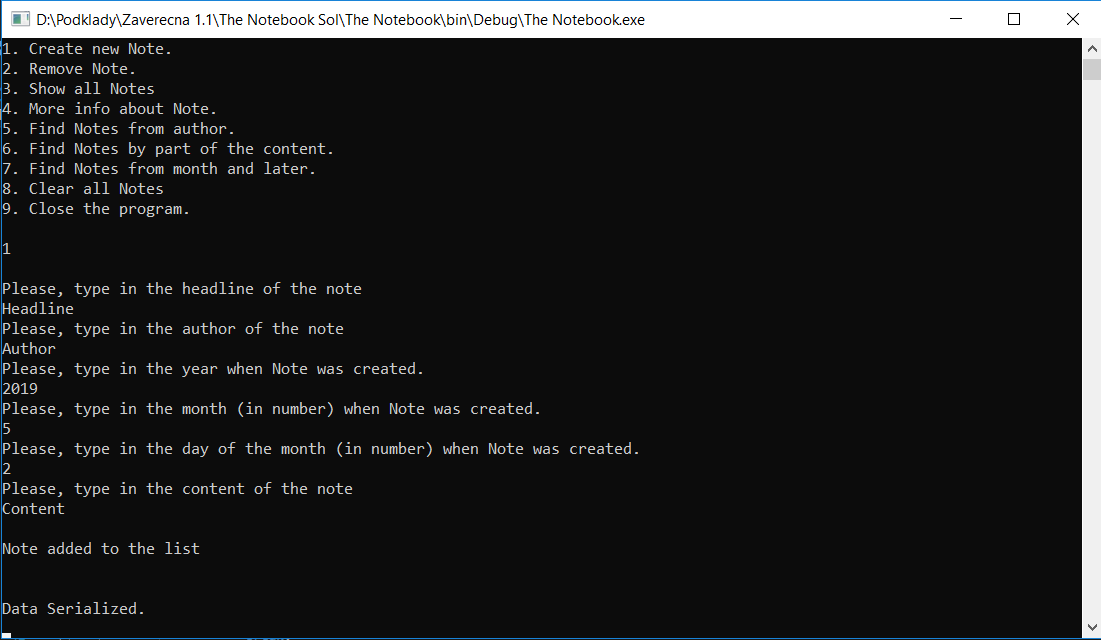 D:\Podklady\Zaverecna 1.1\The Notebook Sol\The Notebook\bin\Debug\The Notebook.exe
1. Create new Note.
2. Remove Note.
3. Show all Notes
4. More info about Note.
5. Find Notes from author.
6. Find Notes by part of the content.
7. Find Notes from month and later.
8. Clear all Notes
9. Close the program.
1
Please, type in the headline of the note
Headline
Please, type in the author of the note
Author
Please, type in the year when Note was created.
2019
Please, type in the month (in number) when Note was created.
5
Please, type in the day of the month (in number) when Note was created.
2
Please, type in the content of the note
Content
Note added to the list
Data Serialized.